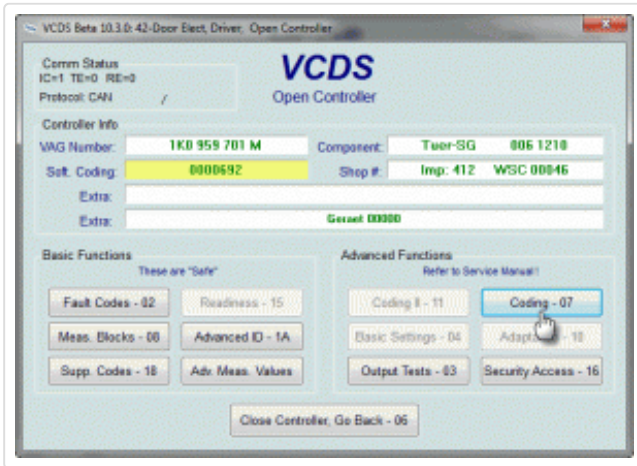 VCDS Beta 10.3.0: 42-Door Elect, Driver, Open Controller
Comm Status
IC=1 TE=0 RE=0
Protocol: CAN /
VCDS
Open Controller
Controller Info
VAG Number: 1K0 959 701 M Component: Tuer-SG 006 1210
Soft. Coding: 0000692 Shop #: Imp: 412 WSC 00046
Extra:
Extra: Geraet 00000
Basic Functions
These are "Safe"
Advanced Functions
Refer to Service Manual!
Fault Codes - 02 Readiness - 15 Coding II - 11 Coding - 07
Meas. Blocks - 08 Advanced ID - 1A Basic Settings - 04 - 10
Supp. Codes - 18 Adv. Meas. Values Output Tests - 03 Security Access - 16
Close Controller, Go Back - 06